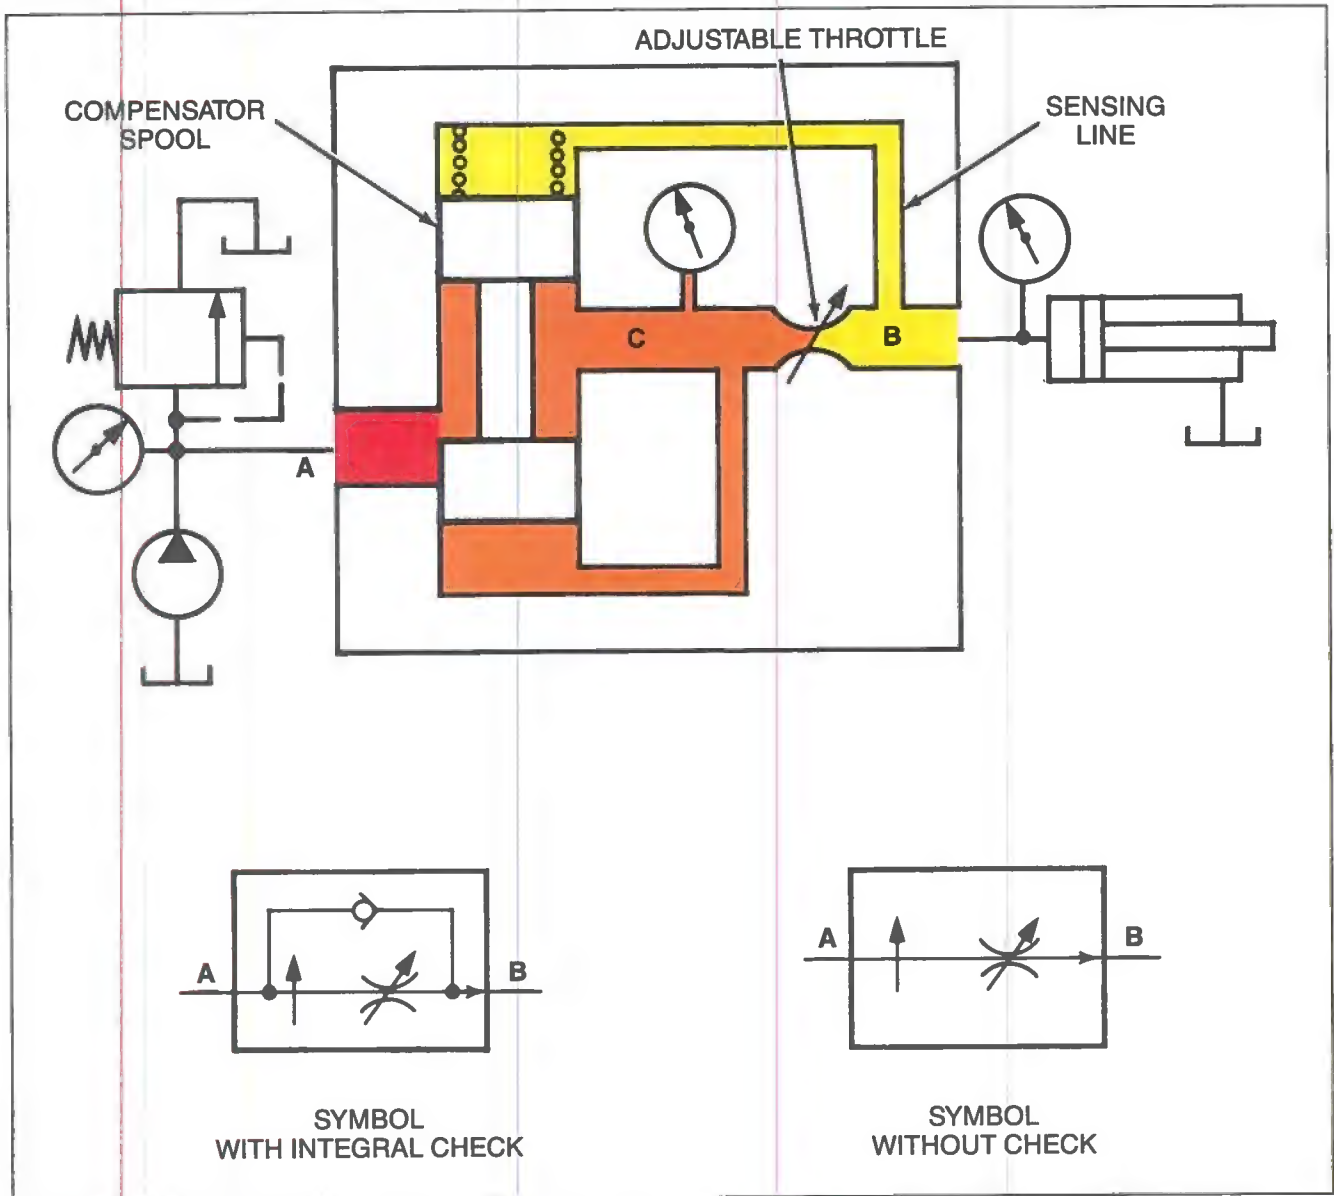 ADJUSTABLE THROTTLE
COMPENSATOR
SPOOL
SENSING
LINE
C
B
A
A
B
A
B
SYMBOL
WITH INTEGRAL CHECK
SYMBOL
WITHOUT CHECK